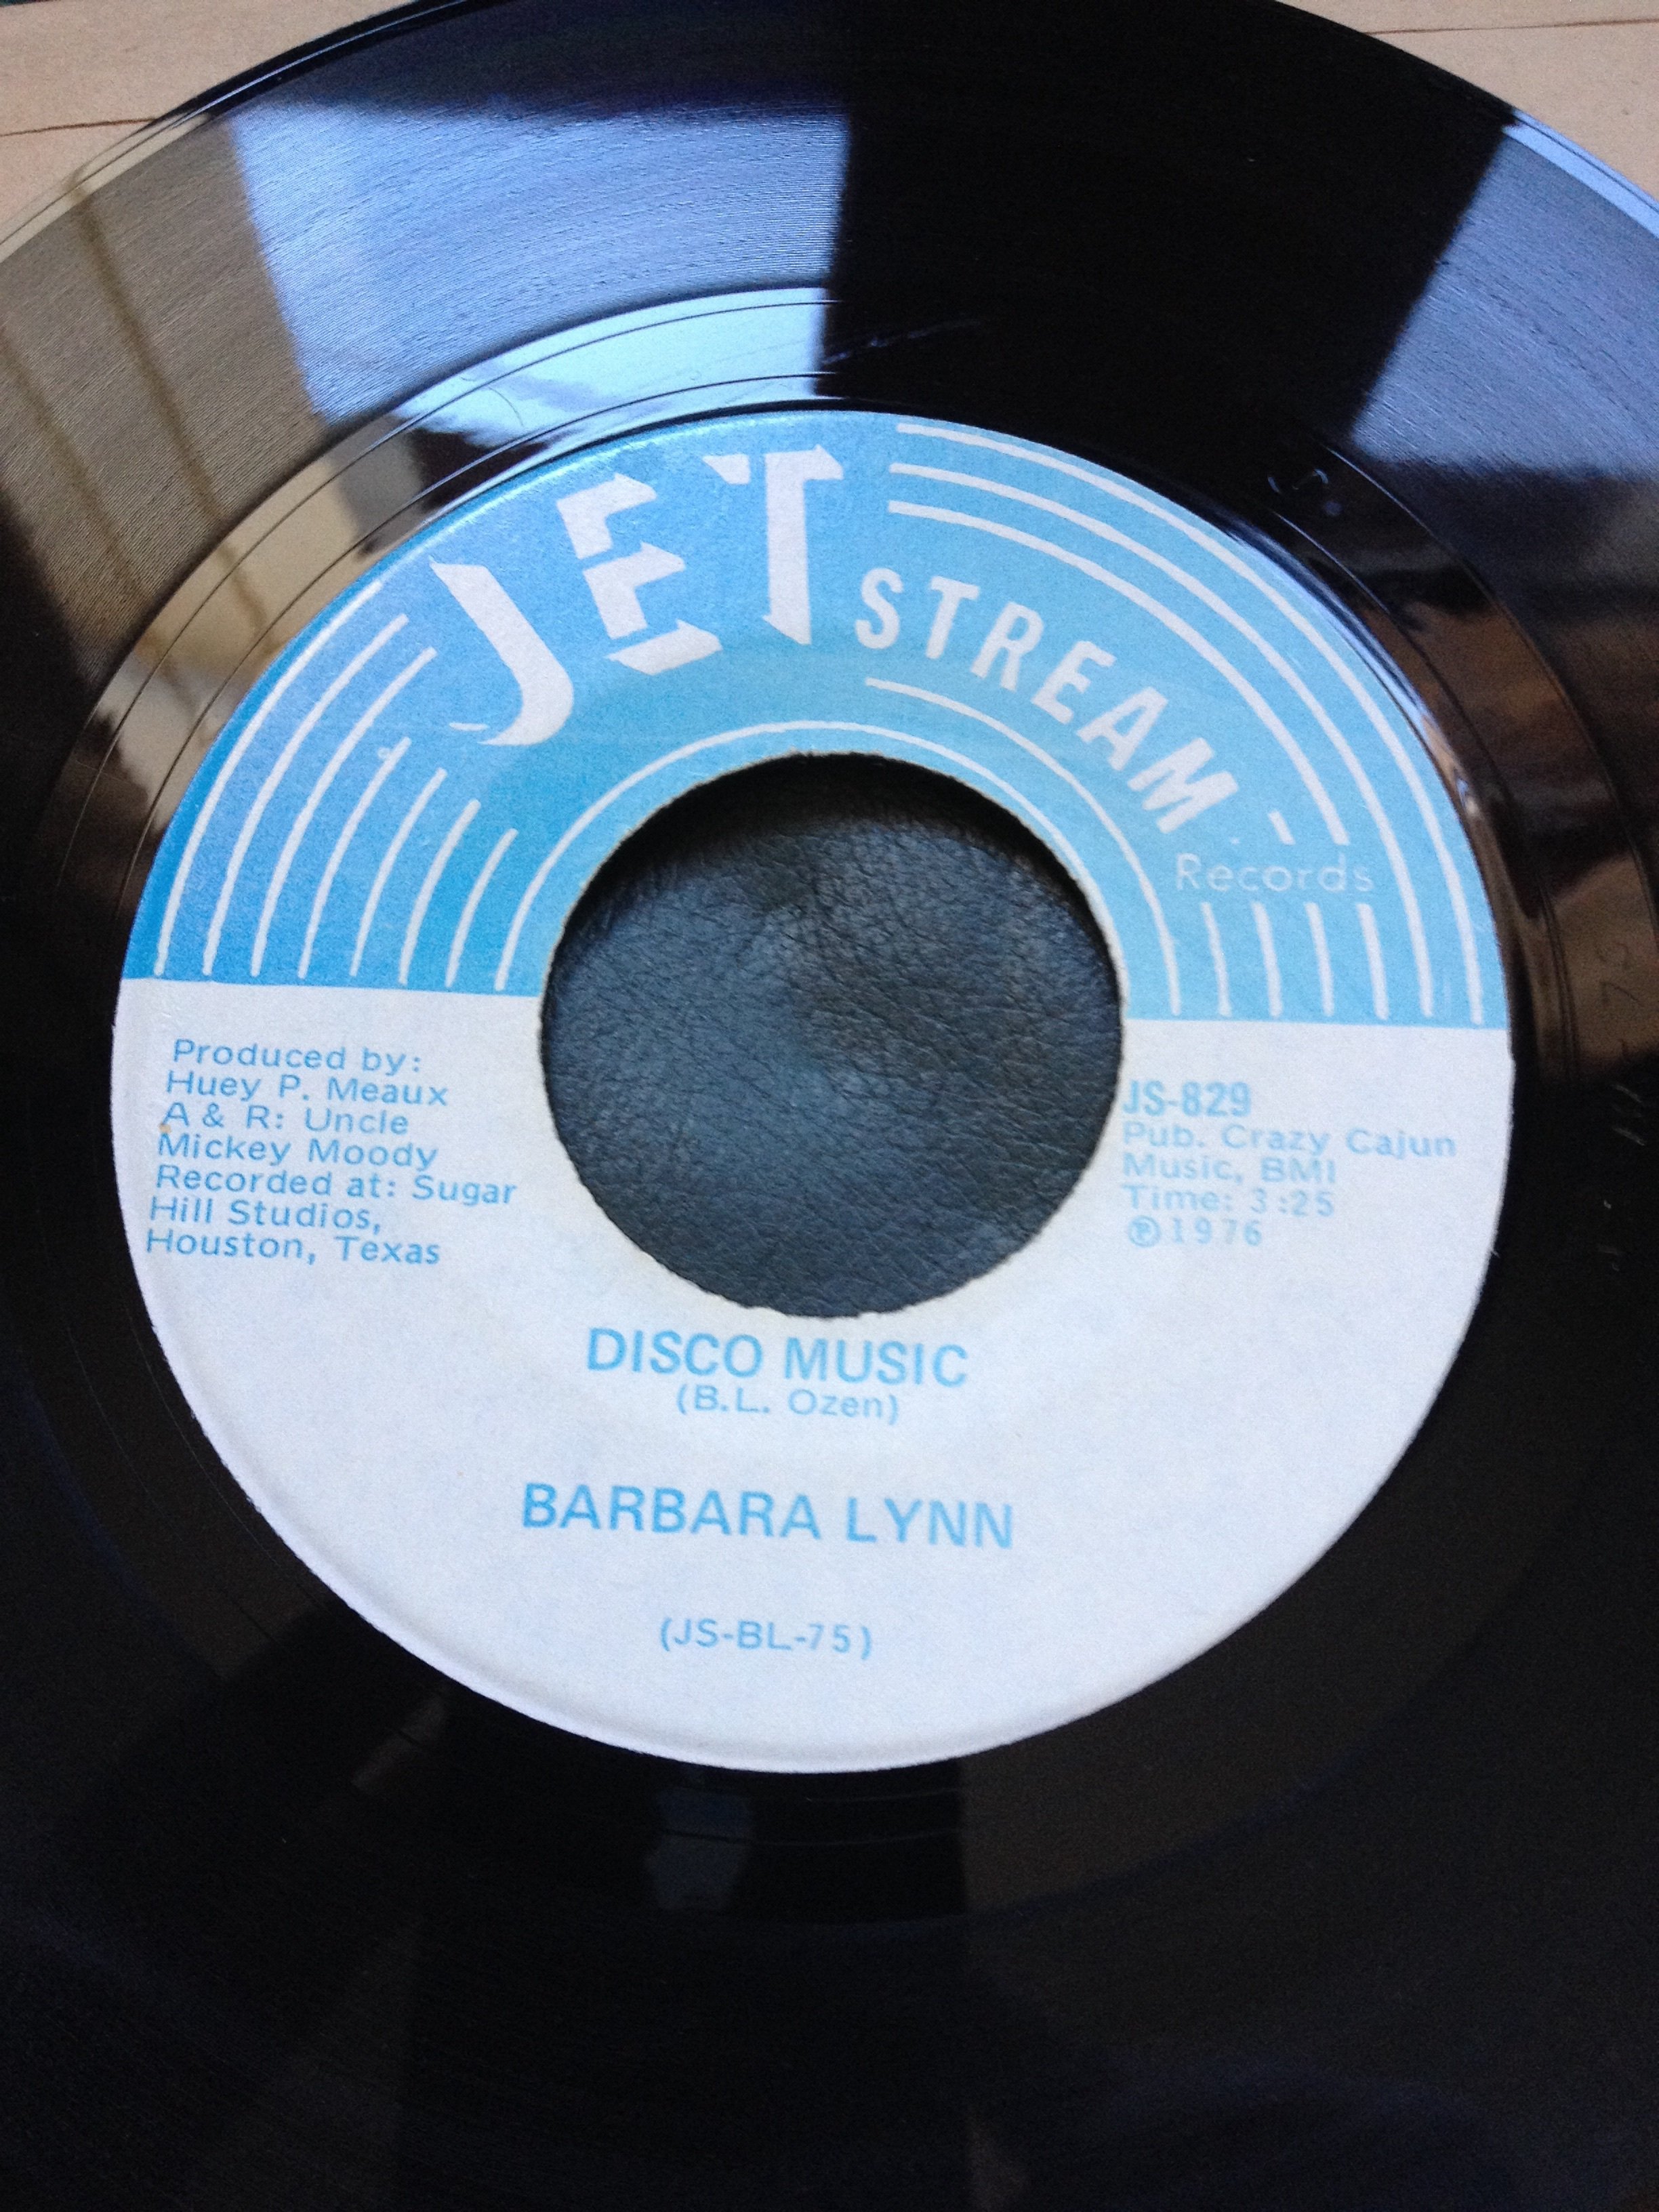 JET STREAM
Records
Produced by:
Huey P. Meaux
A & R: Uncle
Mickey Moody
Recorded at: Sugar
Hill Studios,
Houston, Texas
JS-829
Pub. Crazy Cajun
Music, BMI
Time: 3:25
℗1976
DISCO MUSIC
(B.L. Ozen)
BARBARA LYNN
(JS-BL-75)